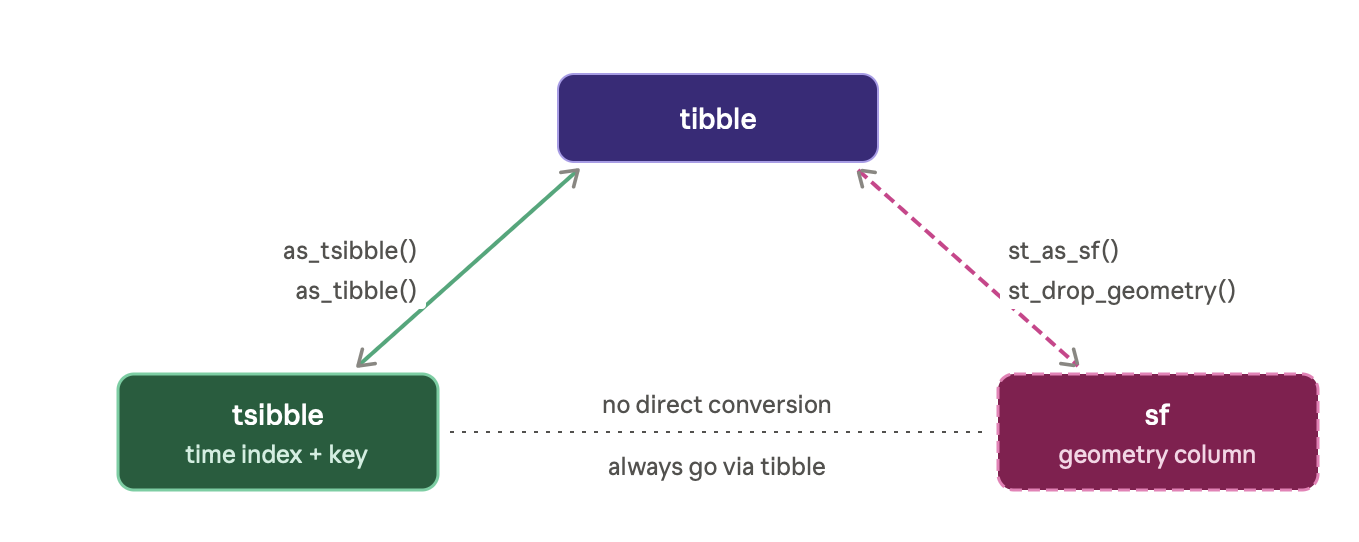 tibble
as_tsibble()
as_tibble()
st_as_sf()
st_drop_geometry()
tsibble
time index + key
no direct conversion
always go via tibble
sf
geometry column